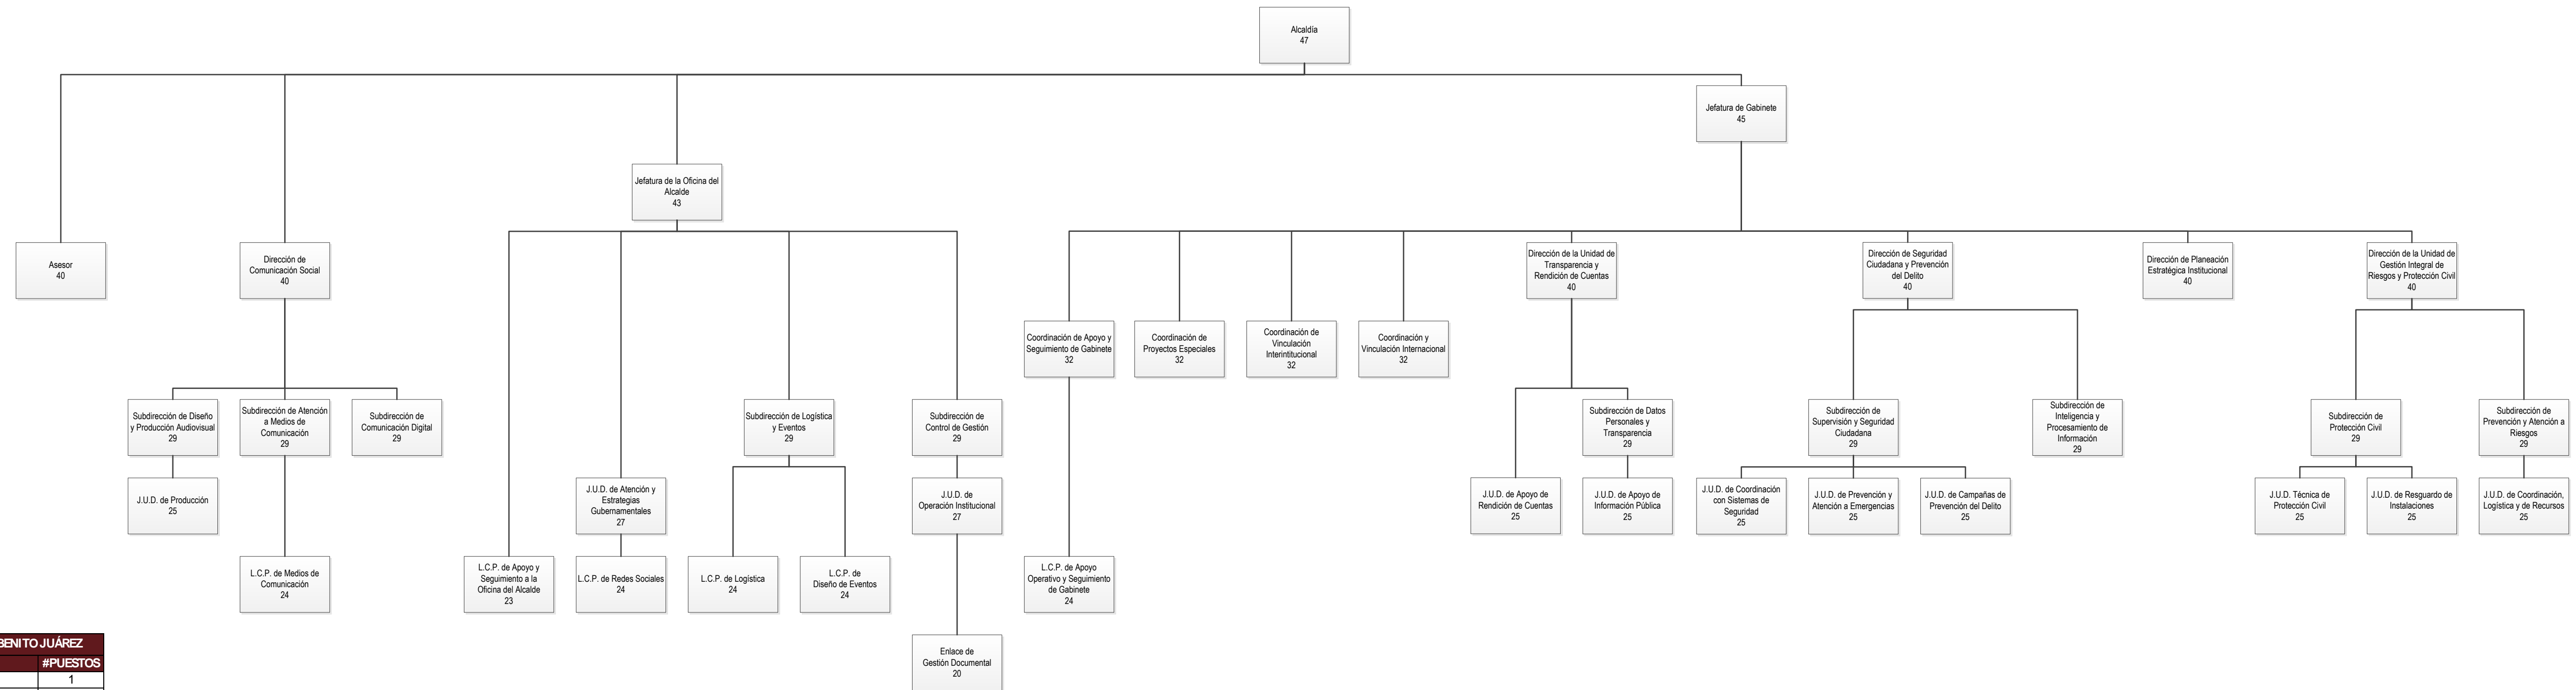 Alcaldía
47
Jefatura de Gabinete
45
Jefatura de la Oficina del
Alcalde
43
Asesor
40
Dirección de
Comunicación Social
40
Dirección de la Unidad de
Transparencia y
Rendición de Cuentas
40
Dirección de Seguridad
Ciudadana y Prevención
del Delito
40
Dirección de Planeación
Estratégica Institucional
40
Dirección de la Unidad de
Gestión Integral de
Riesgos y Protección Civil
40
Coordinación de Apoyo y
Seguimiento de Gabinete
32
Coordinación de
Proyectos Especiales
32
Coordinación de
Vinculación
Interintitucional
32
Coordinación y
Vinculación Internacional
32
Subdirección de Diseño
y Producción Audiovisual
29
Subdirección de Atención
a Medios de
Comunicación
29
Subdirección de
Comunicación Digital
29
Subdirección de Logística
y Eventos
29
Subdirección de
Control de Gestión
29
Subdirección de Datos
Personales y
Transparencia
29
Subdirección de
Supervisión y Seguridad
Ciudadana
29
Subdirección de
Inteligencia y
Procesamiento de
Información
29
Subdirección de
Protección Civil
29
Subdirección de
Prevención y Atención a
Riesgos
29
J.U.D. de Producción
25
J.U.D. de Atención y
Estrategias
Gubernamentales
27
J.U.D. de
Operación Institucional
27
J.U.D. de Apoyo de
Rendición de Cuentas
25
J.U.D. de Apoyo de
Información Pública
25
J.U.D. de Coordinación
con Sistemas de
Seguridad
25
J.U.D. de Prevención y
Atención a Emergencias
25
J.U.D. de Campañas de
Prevención del Delito
25
J.U.D. Técnica de
Protección Civil
25
J.U.D. de Resguardo de
Instalaciones
25
J.U.D. de Coordinación,
Logística y de Recursos
25
L.C.P. de Medios de
Comunicación
24
L.C.P. de Apoyo y
Seguimiento a la
Oficina del Alcalde
23
L.C.P. de Redes Sociales
24
L.C.P. de Logística
24
L.C.P. de
Diseño de Eventos
24
L.C.P. de Apoyo
Operativo y Seguimiento
de Gabinete
24
Enlace de
Gestión Documental
20
BENITO JUÁREZ
#PUESTOS
1